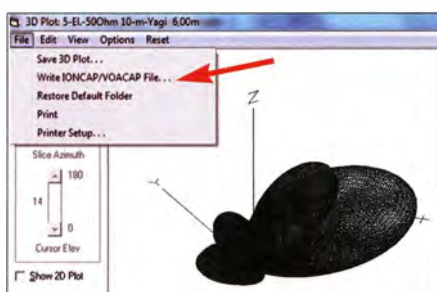 3D Plot: 5-El.-50Ohm 10-m-Yagi 6,00m
File Edit View Options Reset
Save 3D Plot...
Write IONCAP/VOACAP File...
Restore Default Folder
Print
Printer Setup...
Slice Azimuth
180
14
0
Cursor Elev
Show 2D Plot
Z
Y
X